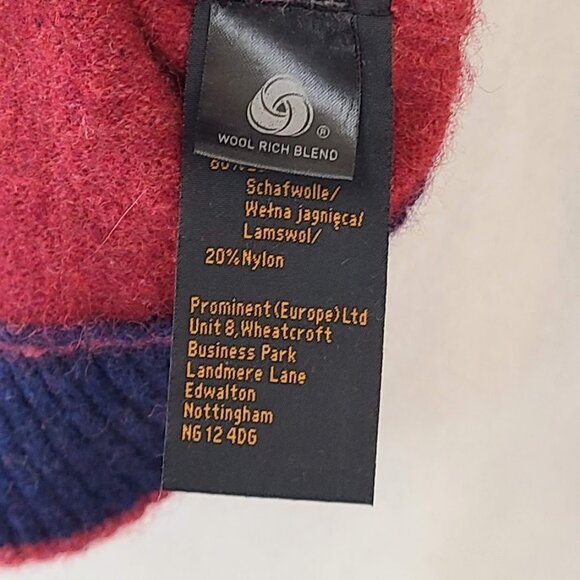 ®
WOOL RICH BLEND
Schafwolle/
Wełna jagnięca/
Lamswol/
20%Nylon
Prominent (Europe) Ltd
Unit 8, Wheatcroft
Business Park
Landmere Lane
Edwalton
Nottingham
NG12 4DG